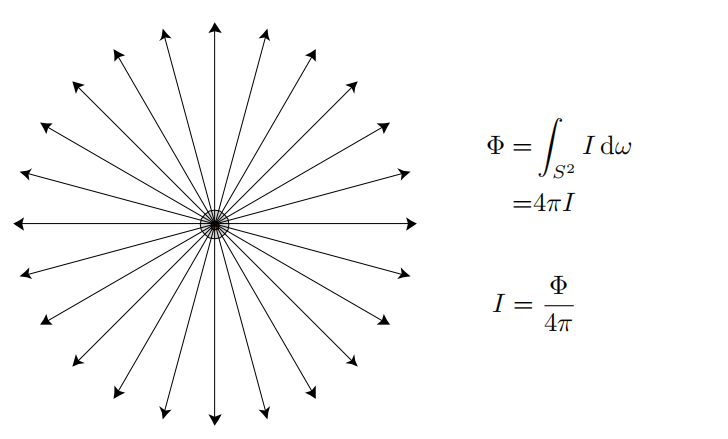 Φ = ∫_{S²} I dω
=4πI
I = Φ/4π